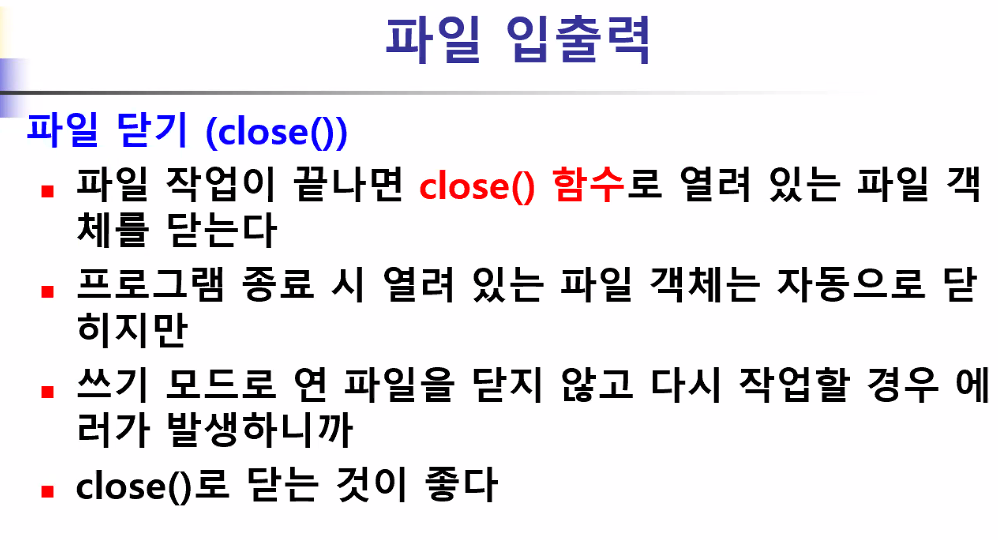 파일 입출력
파일 닫기 (close())
파일 작업이 끝나면 close() 함수로 열려 있는 파일 객
체를 닫는다
프로그램 종료 시 열려 있는 파일 객체는 자동으로 닫
히지만
쓰기 모드로 연 파일을 닫지 않고 다시 작업할 경우 에
러가 발생하니까
close()로 닫는 것이 좋다